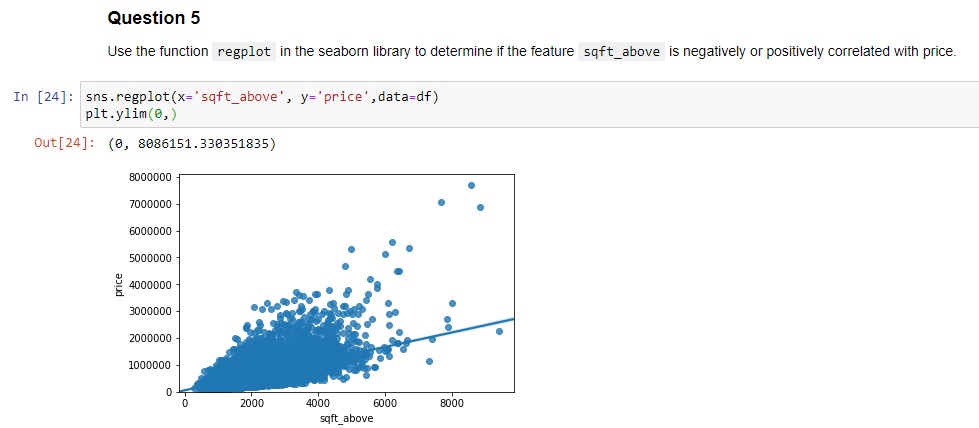 Question 5
Use the function regplot in the seaborn library to determine if the feature sqft_above is negatively or positively correlated with price.
In [24]: sns.regplot(x='sqft_above', y='price',data=df)
plt.ylim(0,)
Out[24]: (0, 8086151.330351835)
8000000
7000000
6000000
5000000
4000000
3000000
2000000
1000000
0
price
0 2000 4000 6000 8000
sqft_above